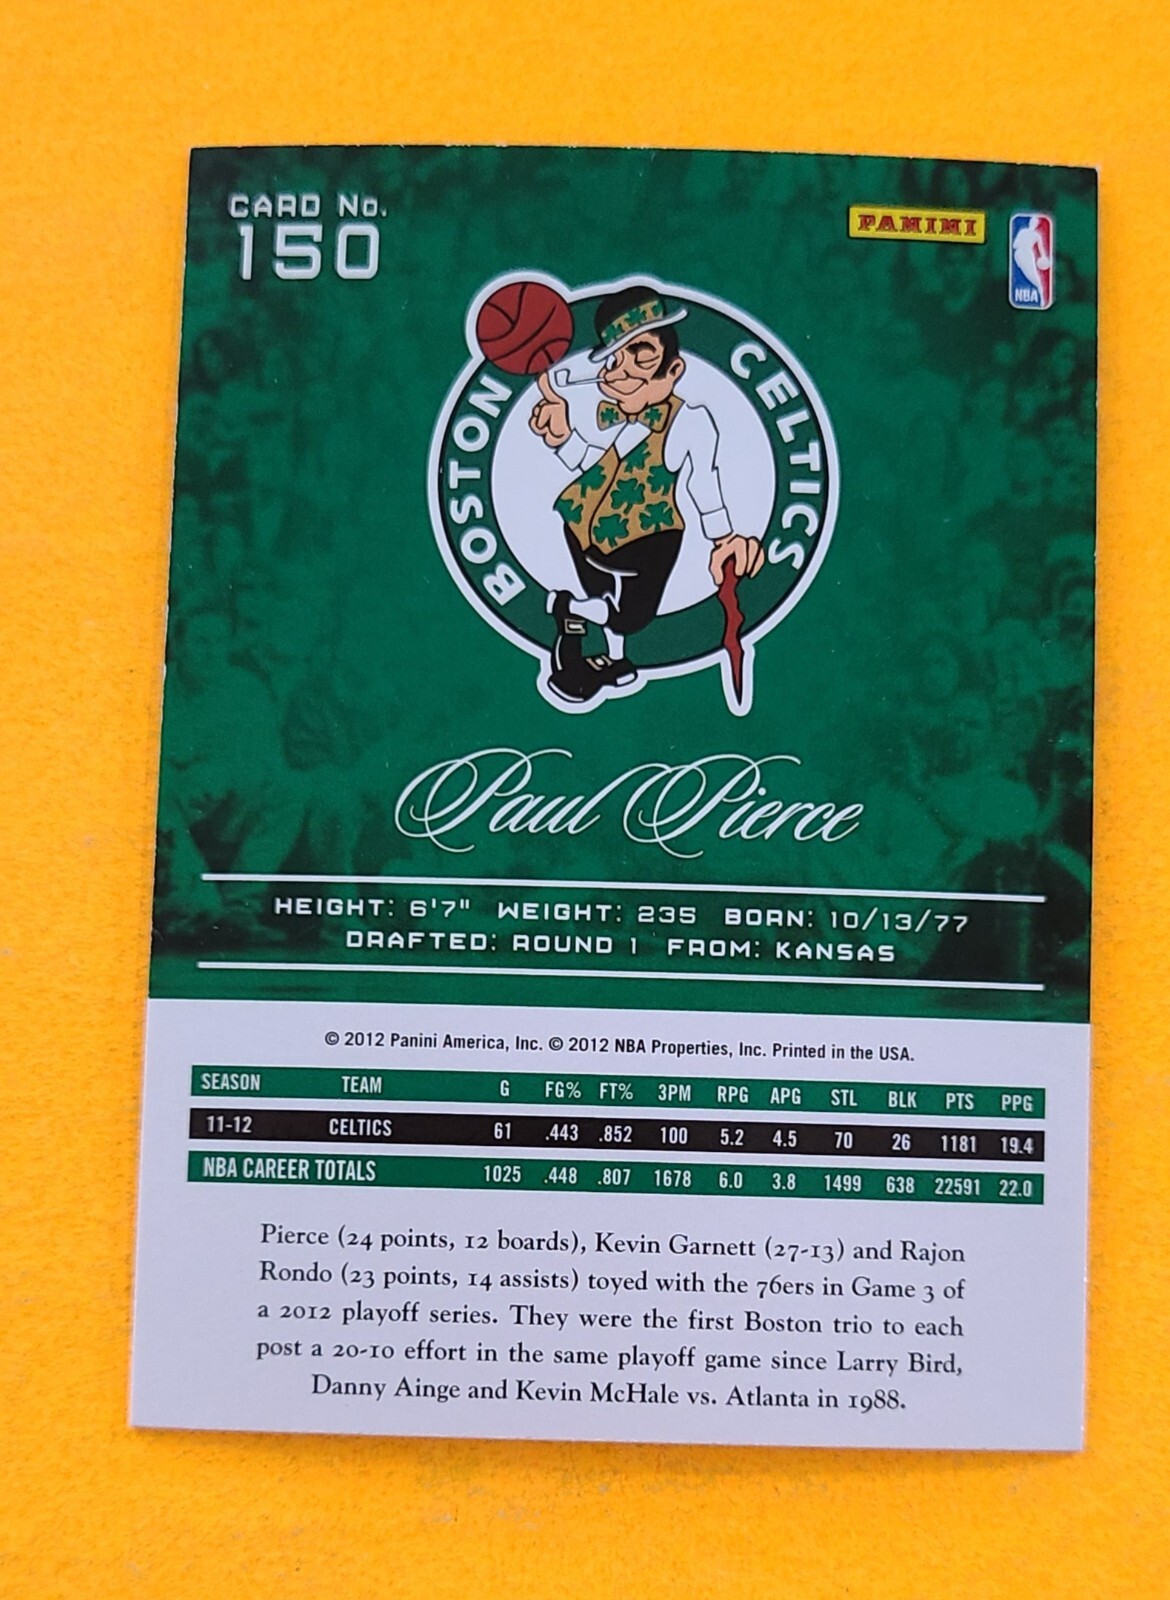 CARD No.
150
PANINI
NBA
BOSTON CELTICS
Paul Pierce
HEIGHT: 6'7" WEIGHT: 235 BORN: 10/13/77
DRAFTED: ROUND 1 FROM: KANSAS
© 2012 Panini America, Inc. © 2012 NBA Properties, Inc. Printed in the USA.
SEASON TEAM G FG% FT% 3PM RPG APG STL BLK PTS PPG
11-12 CELTICS 61 .443 .852 100 5.2 4.5 70 26 1181 19.4
NBA CAREER TOTALS 1025 .448 .807 1678 6.0 3.8 1499 638 22591 22.0
Pierce (24 points, 12 boards), Kevin Garnett (27-13) and Rajon
Rondo (23 points, 14 assists) toyed with the 76ers in Game 3 of
a 2012 playoff series. They were the first Boston trio to each
post a 20-10 effort in the same playoff game since Larry Bird,
Danny Ainge and Kevin McHale vs. Atlanta in 1988.